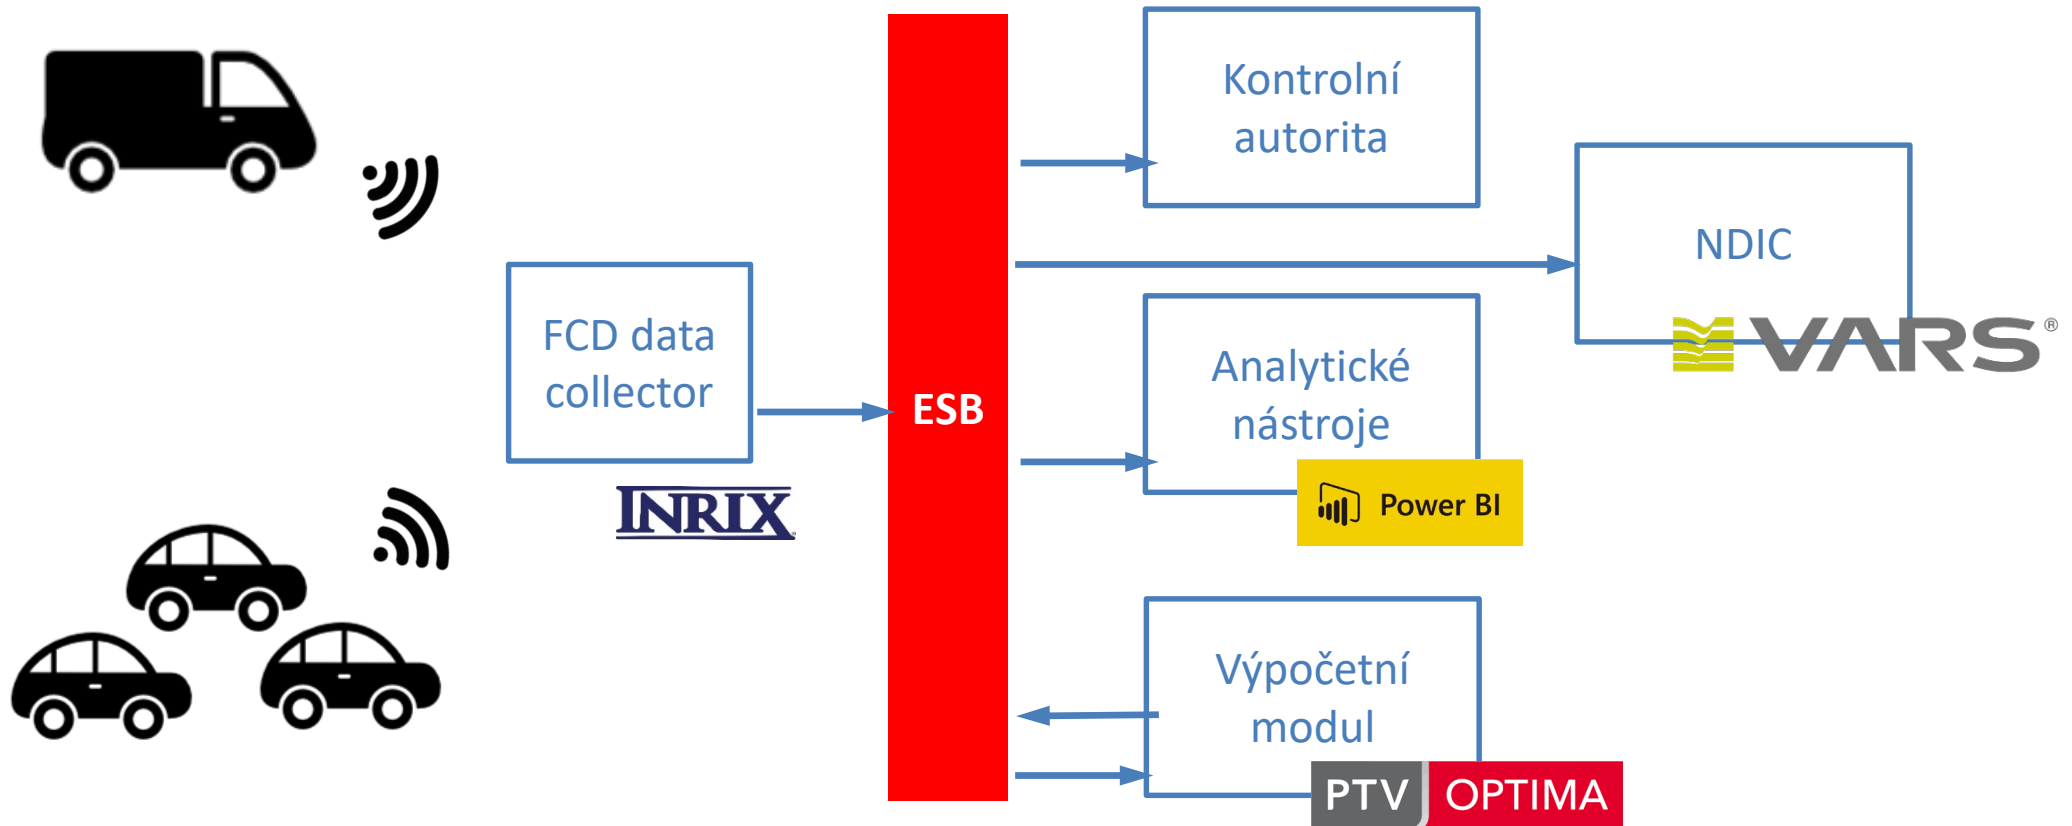 Kontrolní
autorita
NDIC
VARS®
FCD data
collector
INRIX
ESB
Analytické
nástroje
Power BI
Výpočetní
modul
PTV OPTIMA